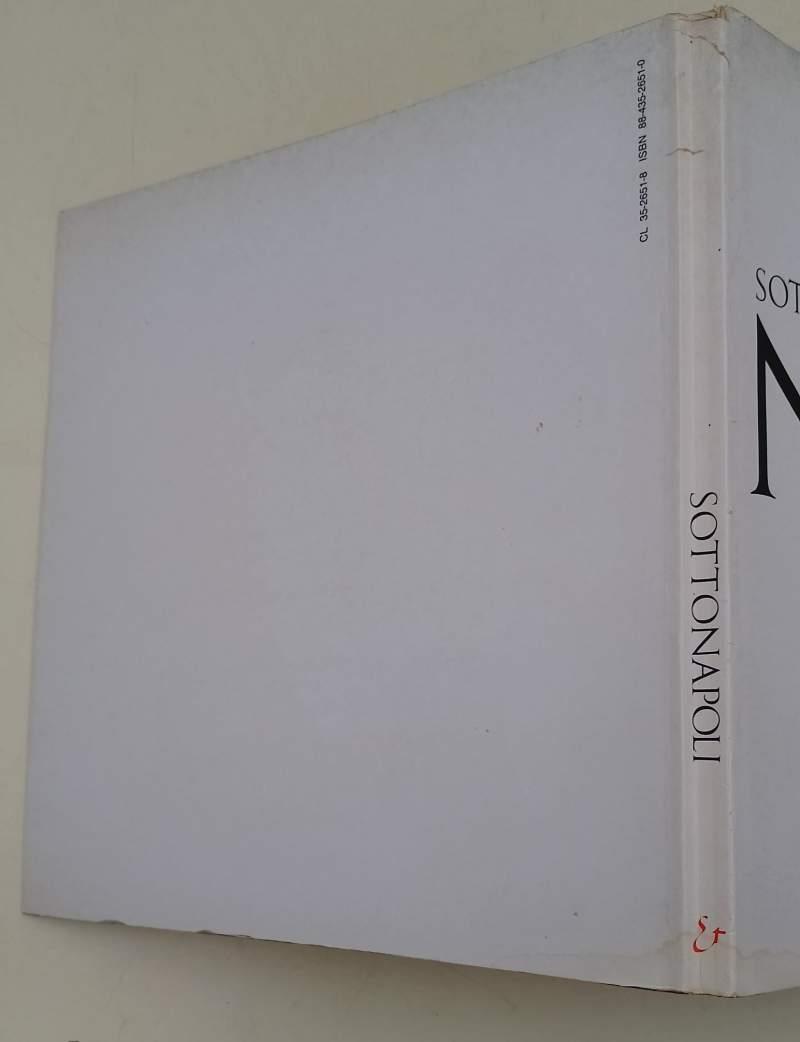 CL 35-2651-8 ISBN 88-435-2651-0
SOTTONAPOLI
&
SOT
N